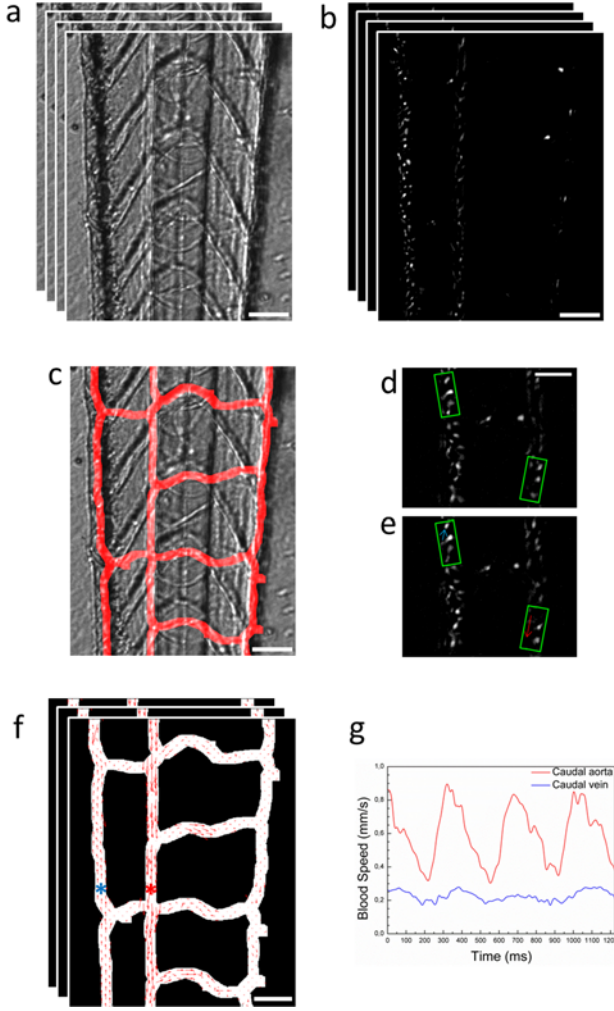 a
b
c
d
e
f
*
*
g
Caudal aorta
Caudal vein
Blood Speed (mm/s)
1,0
0,8
0,6
0,4
0,2
0,0
0 100 200 300 400 500 600 700 800 900 1000 1100 1200
Time (ms)